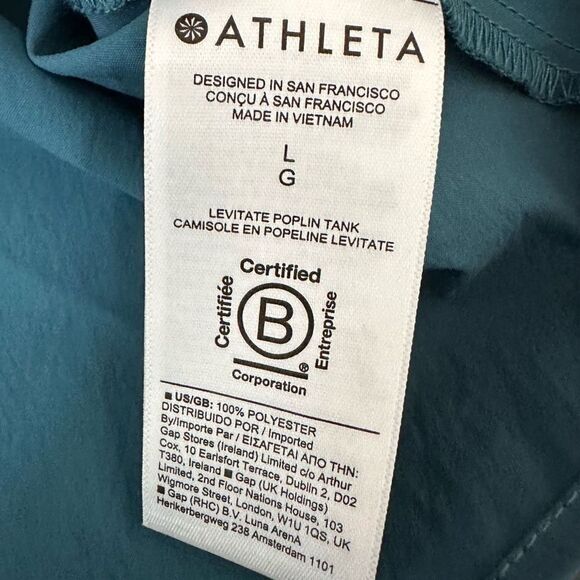 ATHLETA
DESIGNED IN SAN FRANCISCO
CONÇU À SAN FRANCISCO
MADE IN VIETNAM
L
G
LEVITATE POPLIN TANK
CAMISOLE EN POPELINE LEVITATE
Certified
Certifiée
B
Entreprise
®
Corporation
■ US/GB: 100% POLYESTER
DISTRIBUIDO POR / Imported
By/Importe Par / ΕΙΣΑΓΕΤΑΙ ΑΠΟ ΤΗΝ:
Gap Stores (Ireland) Limited c/o Arthur
Cox, 10 Earlsfort Terrace, Dublin 2, D02
T380, Ireland ■ Gap (UK Holdings)
Limited, 2nd Floor Nations House, 103
Wigmore Street, London, W1U 1QS, UK
■ Gap (RHC) B.V. Luna ArenA
Herikerbergweg 238 Amsterdam 1101